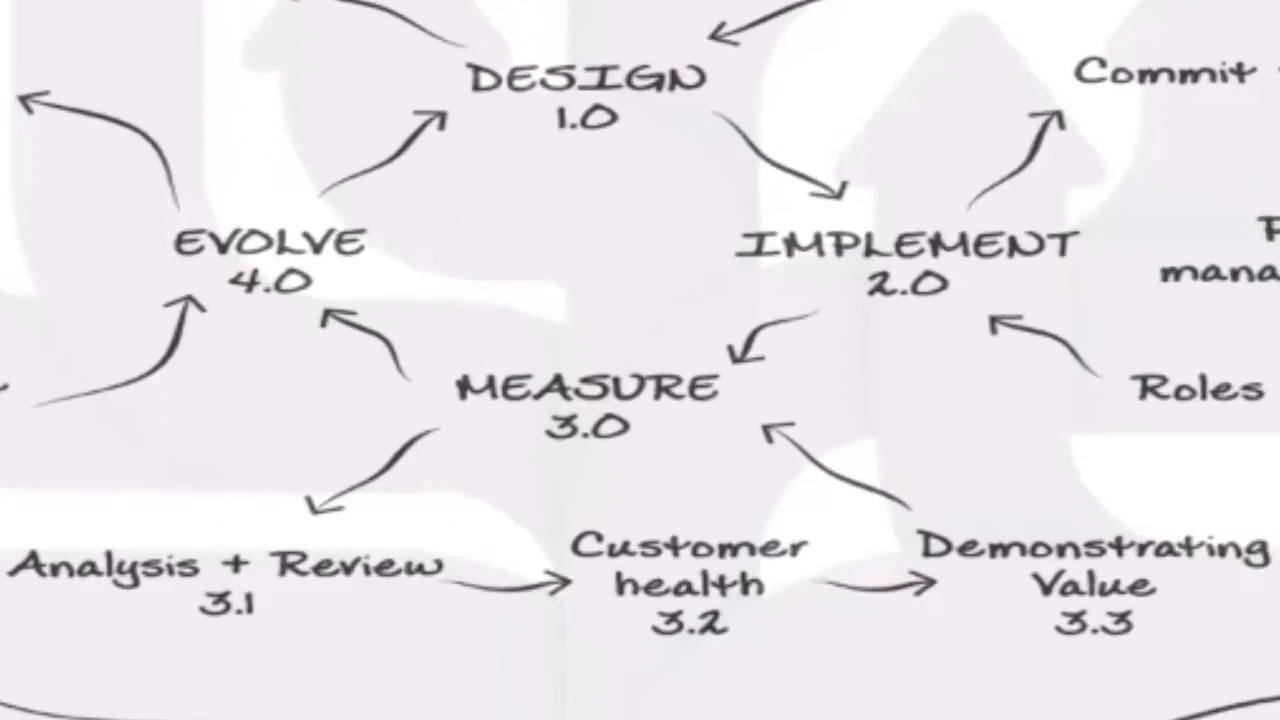 DESIGN
1.0
Commit
EVOLVE
4.0
IMPLEMENT
2.0
MEASURE
3.0
Roles
Analysis + Review
3.1
Customer
health
3.2
Demonstrating
Value
3.3